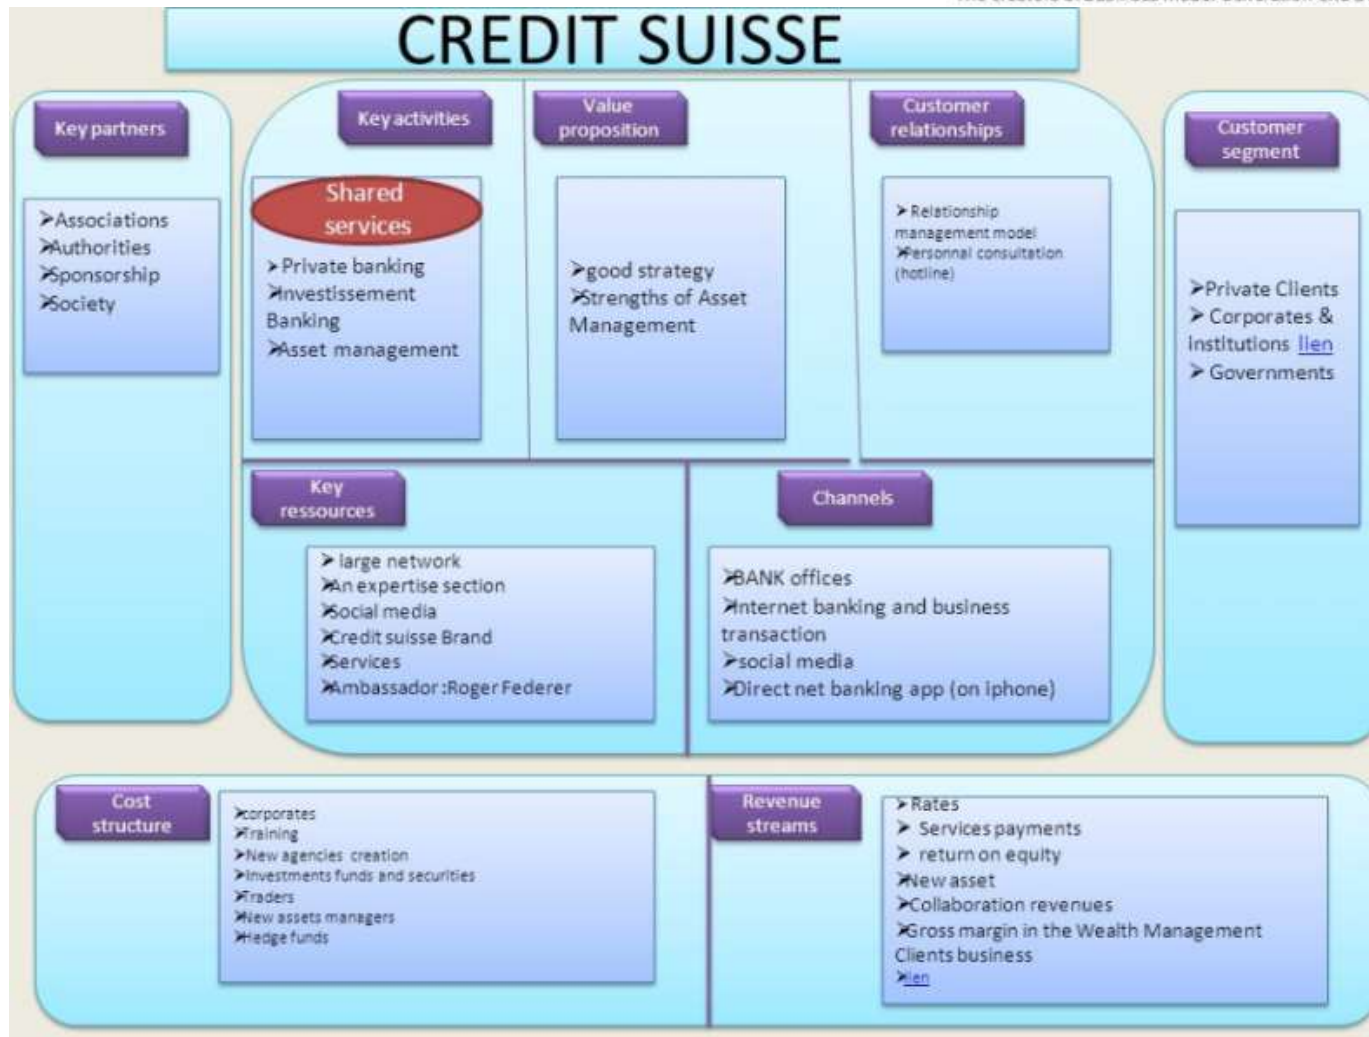 CREDIT SUISSE
Key partners
➢Associations
➢Authorities
➢Sponsorship
➢Society
Key activities
Shared
services
➢Private banking
➢Investissement
Banking
➢Asset management
Value
proposition
➢good strategy
➢Strengths of Asset
Management
Customer
relationships
➢Relationship
management model
➢Personnal consultation
(hotline)
Customer
segment
➢Private Clients
➢ Corporates &
institutions lien
➢ Governments
Key
ressources
➢ large network
➢An expertise section
➢Social media
➢Credit suisse Brand
➢Services
➢Ambassador :Roger Federer
Channels
➢BANK offices
➢Internet banking and business
transaction
➢social media
➢Direct net banking app (on iphone)
Cost
structure
➢corporates
➢Training
➢New agencies creation
➢Investments funds and securities
➢Traders
➢New assets managers
➢Hedge funds
Revenue
streams
➢Rates
➢ Services payments
➢ return on equity
➢New asset
➢Collaboration revenues
➢Gross margin in the Wealth Management
Clients business
➢lien